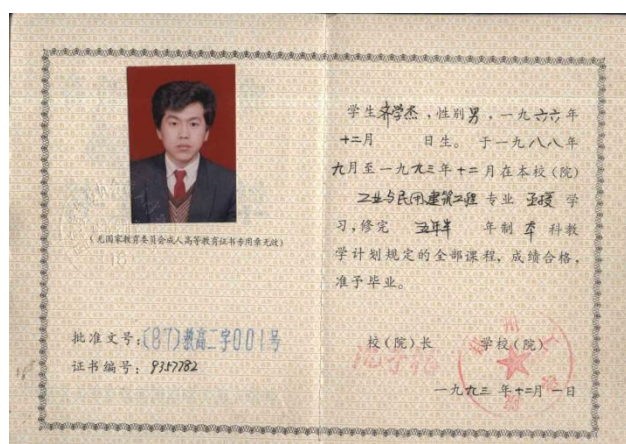 (无国家教育委员会成人高等教育证书专用章无效)
批准文号：(87)教高二字001号
证书编号：9357782
学生齐学杰，性别男，一九六六年
十二月 日生。于一九八八年
九月至一九九三年十二月在本校(院)
工业与民用建筑工程专业 函授 学
习，修完 五年半 年制 本 科教
学计划规定的全部课程，成绩合格，
准予毕业。
校(院)长 学校(院)
一九九三年十二月一日